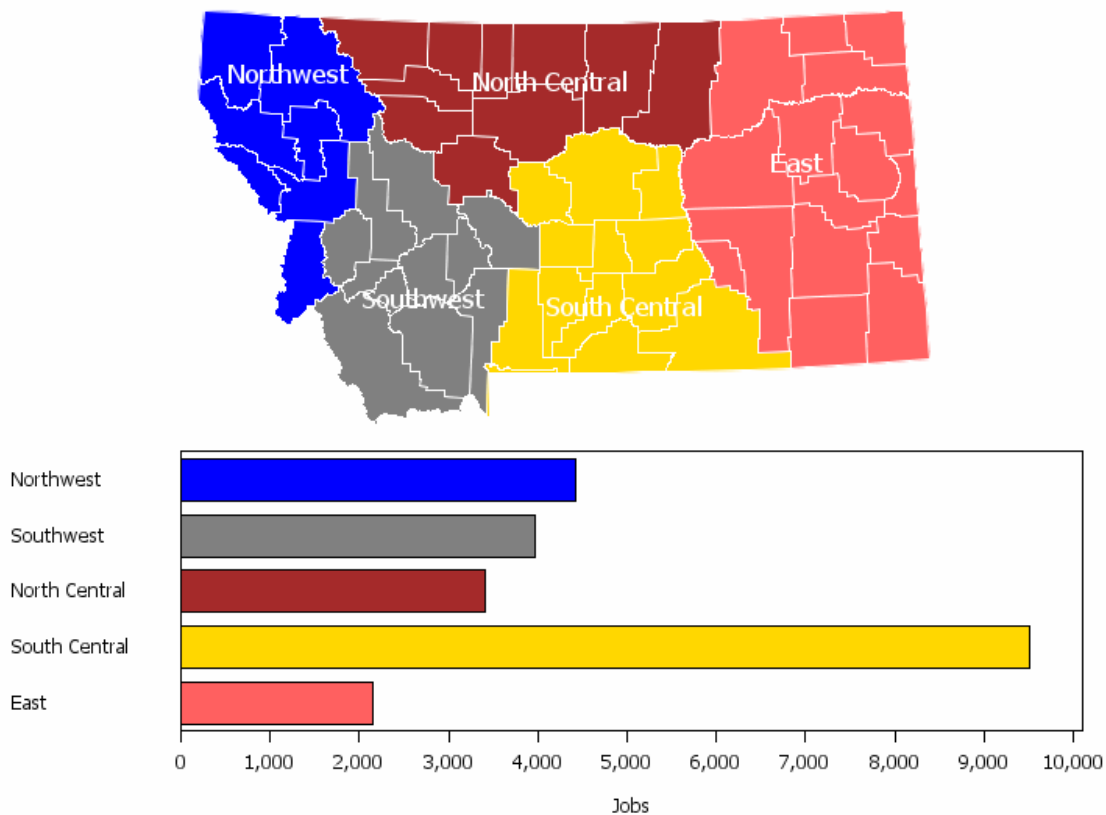 Northwest
North Central
East
Southwest
South Central
Northwest
Southwest
North Central
South Central
East
0 1,000 2,000 3,000 4,000 5,000 6,000 7,000 8,000 9,000 10,000
Jobs